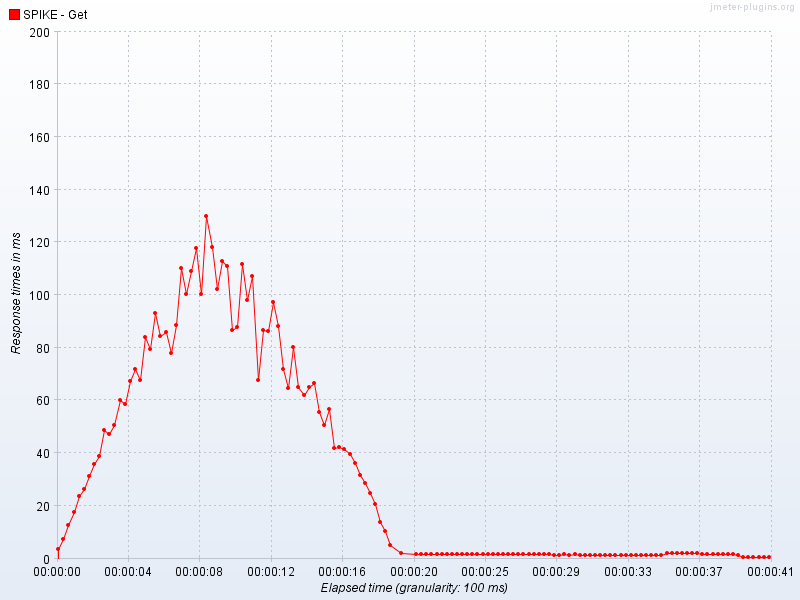 jmeter-plugins.org
SPIKE - Get
200
180
160
140
120
100
80
60
40
20
0
Response times in ms
00:00:00 00:00:04 00:00:08 00:00:12 00:00:16 00:00:20 00:00:25 00:00:29 00:00:33 00:00:37 00:00:41
Elapsed time (granularity: 100 ms)